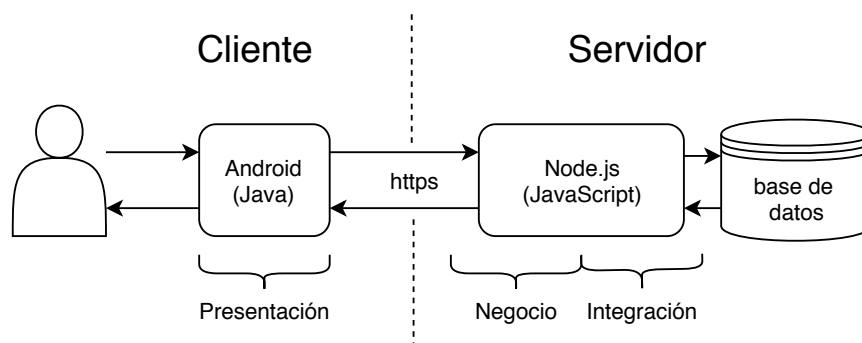 Cliente
Servidor
Android
(Java)
https
Node.js
(JavaScript)
base de
datos
Presentación
Negocio
Integración